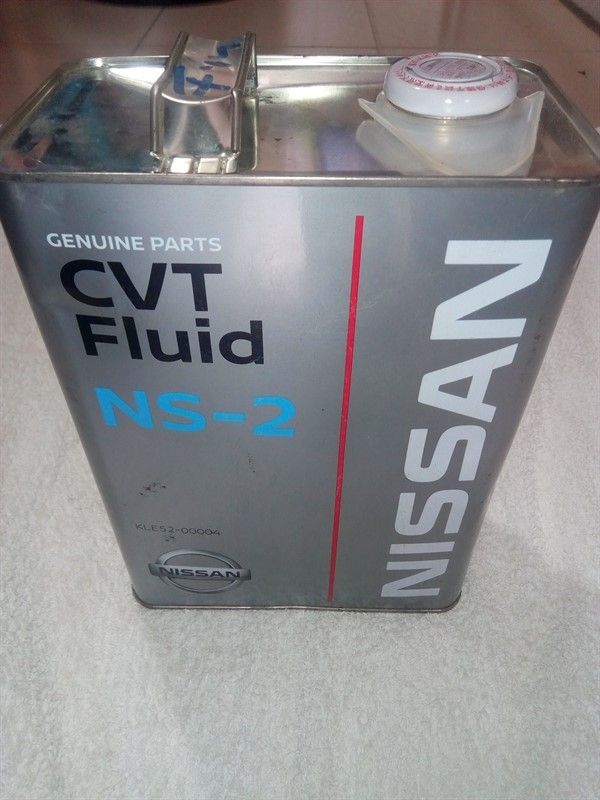 GENUINE PARTS
CVT
Fluid
NS-2
KLE52-00004
NISSAN
NISSAN